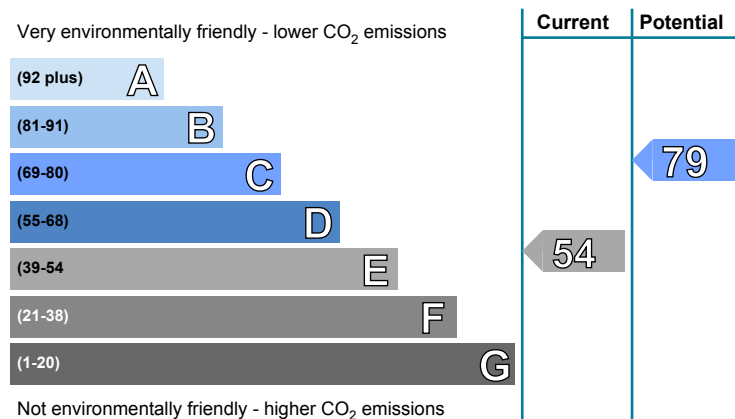 Very environmentally friendly - lower CO2 emissions
Current
Potential
(92 plus) A
(81-91) B
(69-80) C
79
(55-68) D
54
(39-54 E
(21-38) F
(1-20) G
Not environmentally friendly - higher CO2 emissions